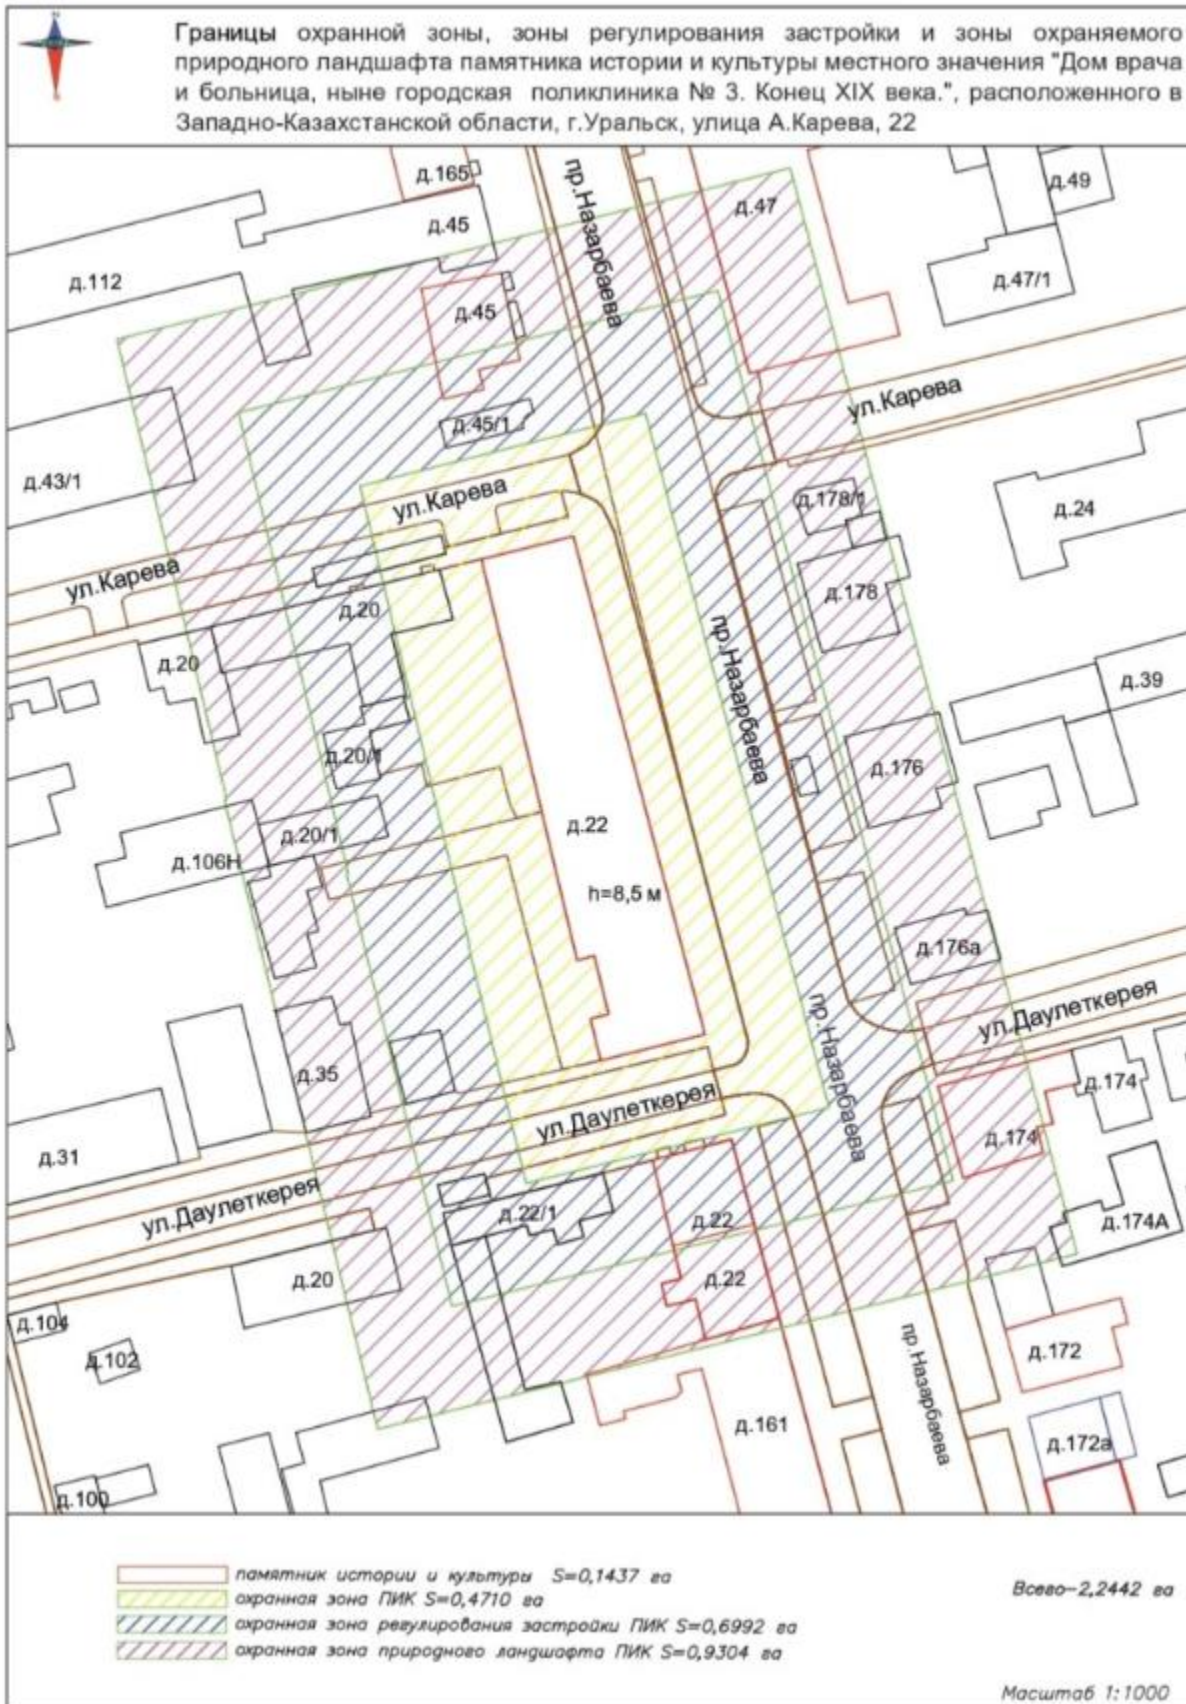 Границы охранной зоны, зоны регулирования застройки и зоны охраняемого
природного ландшафта памятника истории и культуры местного значения "Дом врача
и больница, ныне городская поликлиника № 3. Конец XIX века.", расположенного в
Западно-Казахстанской области, г.Уральск, улица А.Карева, 22
д.165
д.45
пр.Назарбаева
д.47
д.49
д.112
д.47/1
д.45
ул.Карева
д.45/1
д.43/1
ул.Карева
д.178/1
д.24
ул.Карева
д.178
д.20
д.20
пр.Назарбаева
д.39
д.20/1
д.176
д.22
д.20/1
д.106Н
h=8,5 м
д.176а
пр.Назарбаева
ул.Даулеткерея
д.35
д.174
ул.Даулеткерея
д.174
д.31
ул.Даулеткерея
д.22/1
д.22
д.174А
д.20
д.22
д.104
д.102
пр.Назарбаева
д.172
д.161
д.172а
д.100
памятник истории и культуры S=0,1437 га
охранная зона ПИК S=0,4710 га
Всего-2,2442 га
охранная зона регулирования застройки ПИК S=0,6992 га
охранная зона природного ландшафта ПИК S=0,9304 га
Масштаб 1:1000